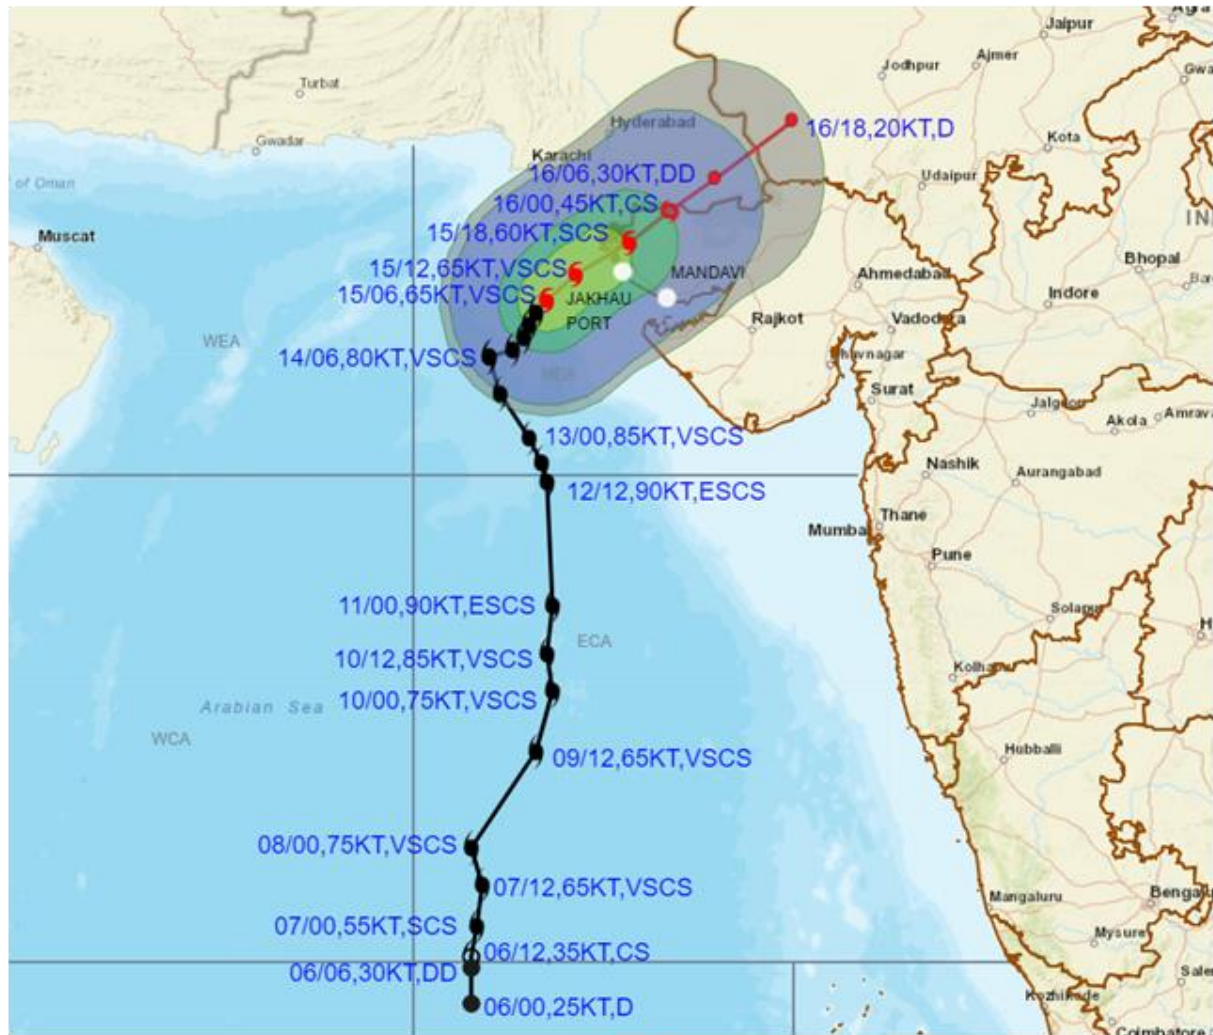 Jaipur
Ajmer
Jodhpur
Turbat
Gwadar
Hyderabad
16/18,20KT,D
Kota
Karachi
16/06,30KT,DD
Udaipur
of Oman
16/00,45KT,CS
Muscat
15/18,60KT,SCS
Bhopal
15/12,65KT,VSCS
MANDAVI
Ahmedabad
15/06,65KT,VSCS
JAKHAU
PORT
Indore
Rajkot
Vadodara
WEA
14/06,80KT,VSCS
Surat
Jalgaon
Akola
13/00,85KT,VSCS
Nashik
Aurangabad
12/12,90KT,ESCS
Thane
Mumbai
Pune
11/00,90KT,ESCS
Solapur
ECA
10/12,85KT,VSCS
10/00,75KT,VSCS
Arabian Sea
WCA
09/12,65KT,VSCS
Hubballi
08/00,75KT,VSCS
07/12,65KT,VSCS
Mangaluru
07/00,55KT,SCS
Mysuru
06/12,35KT,CS
06/06,30KT,DD
06/00,25KT,D
Kozhikode
Coimbatore